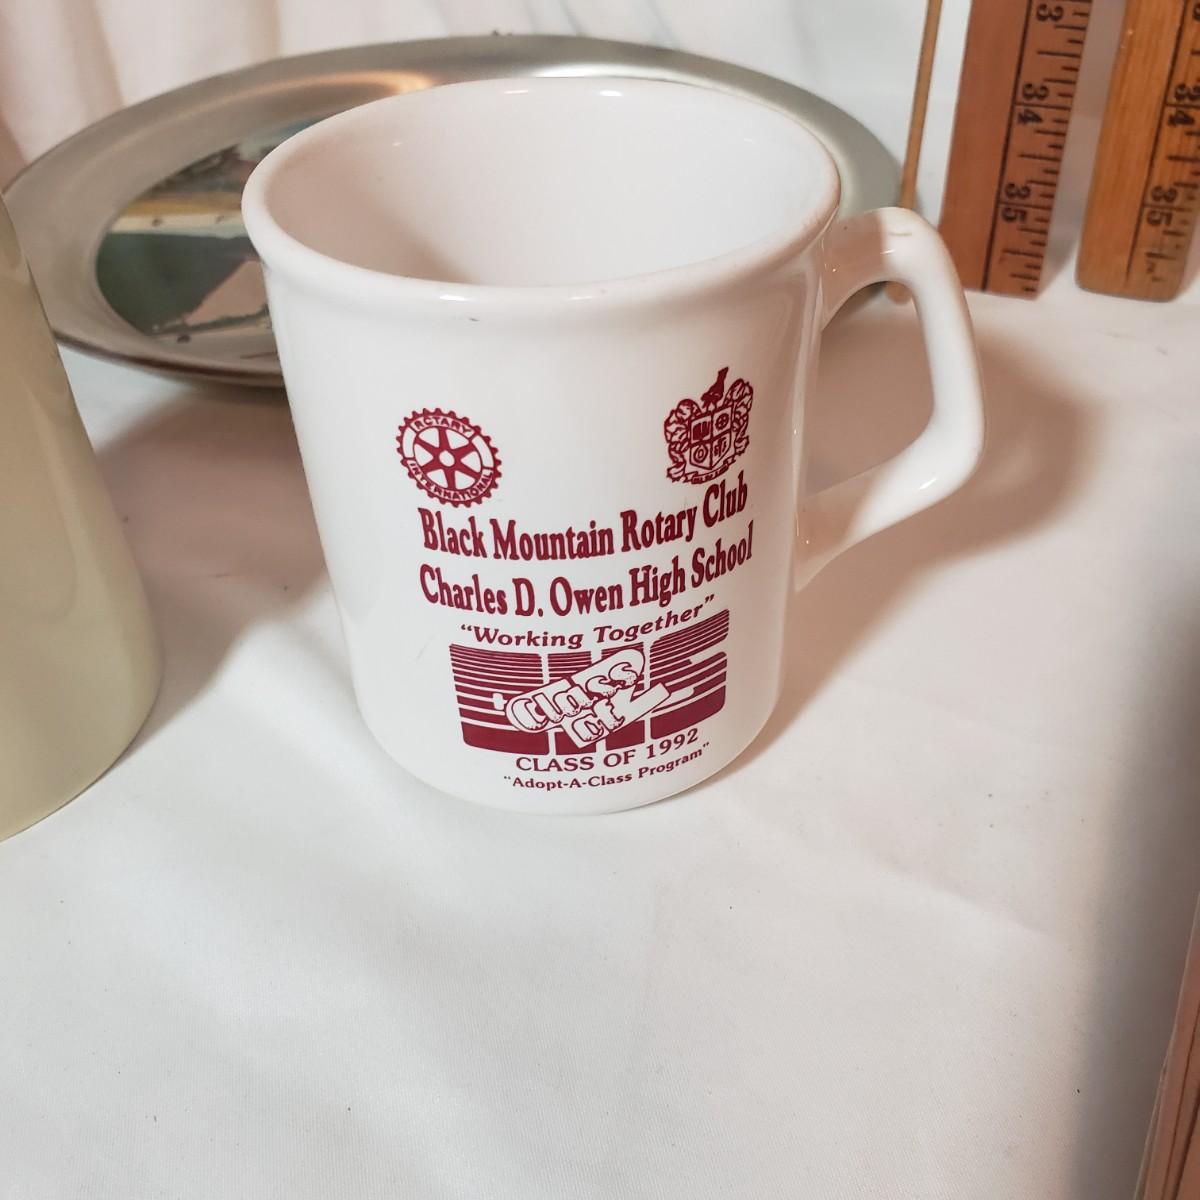 ROTARY
INTERNATIONAL
Black Mountain Rotary Club
Charles D. Owen High School
“Working Together”
OHS
Class
of
CLASS OF 1992
“Adopt-A-Class Program”
33
34
35
34
35